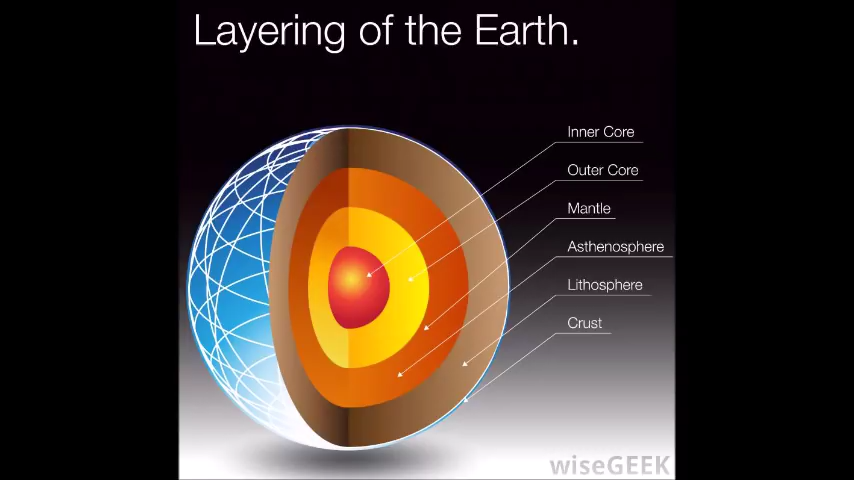 Layering of the Earth.
Inner Core
Outer Core
Mantle
Asthenosphere
Lithosphere
Crust
wiseGEEK